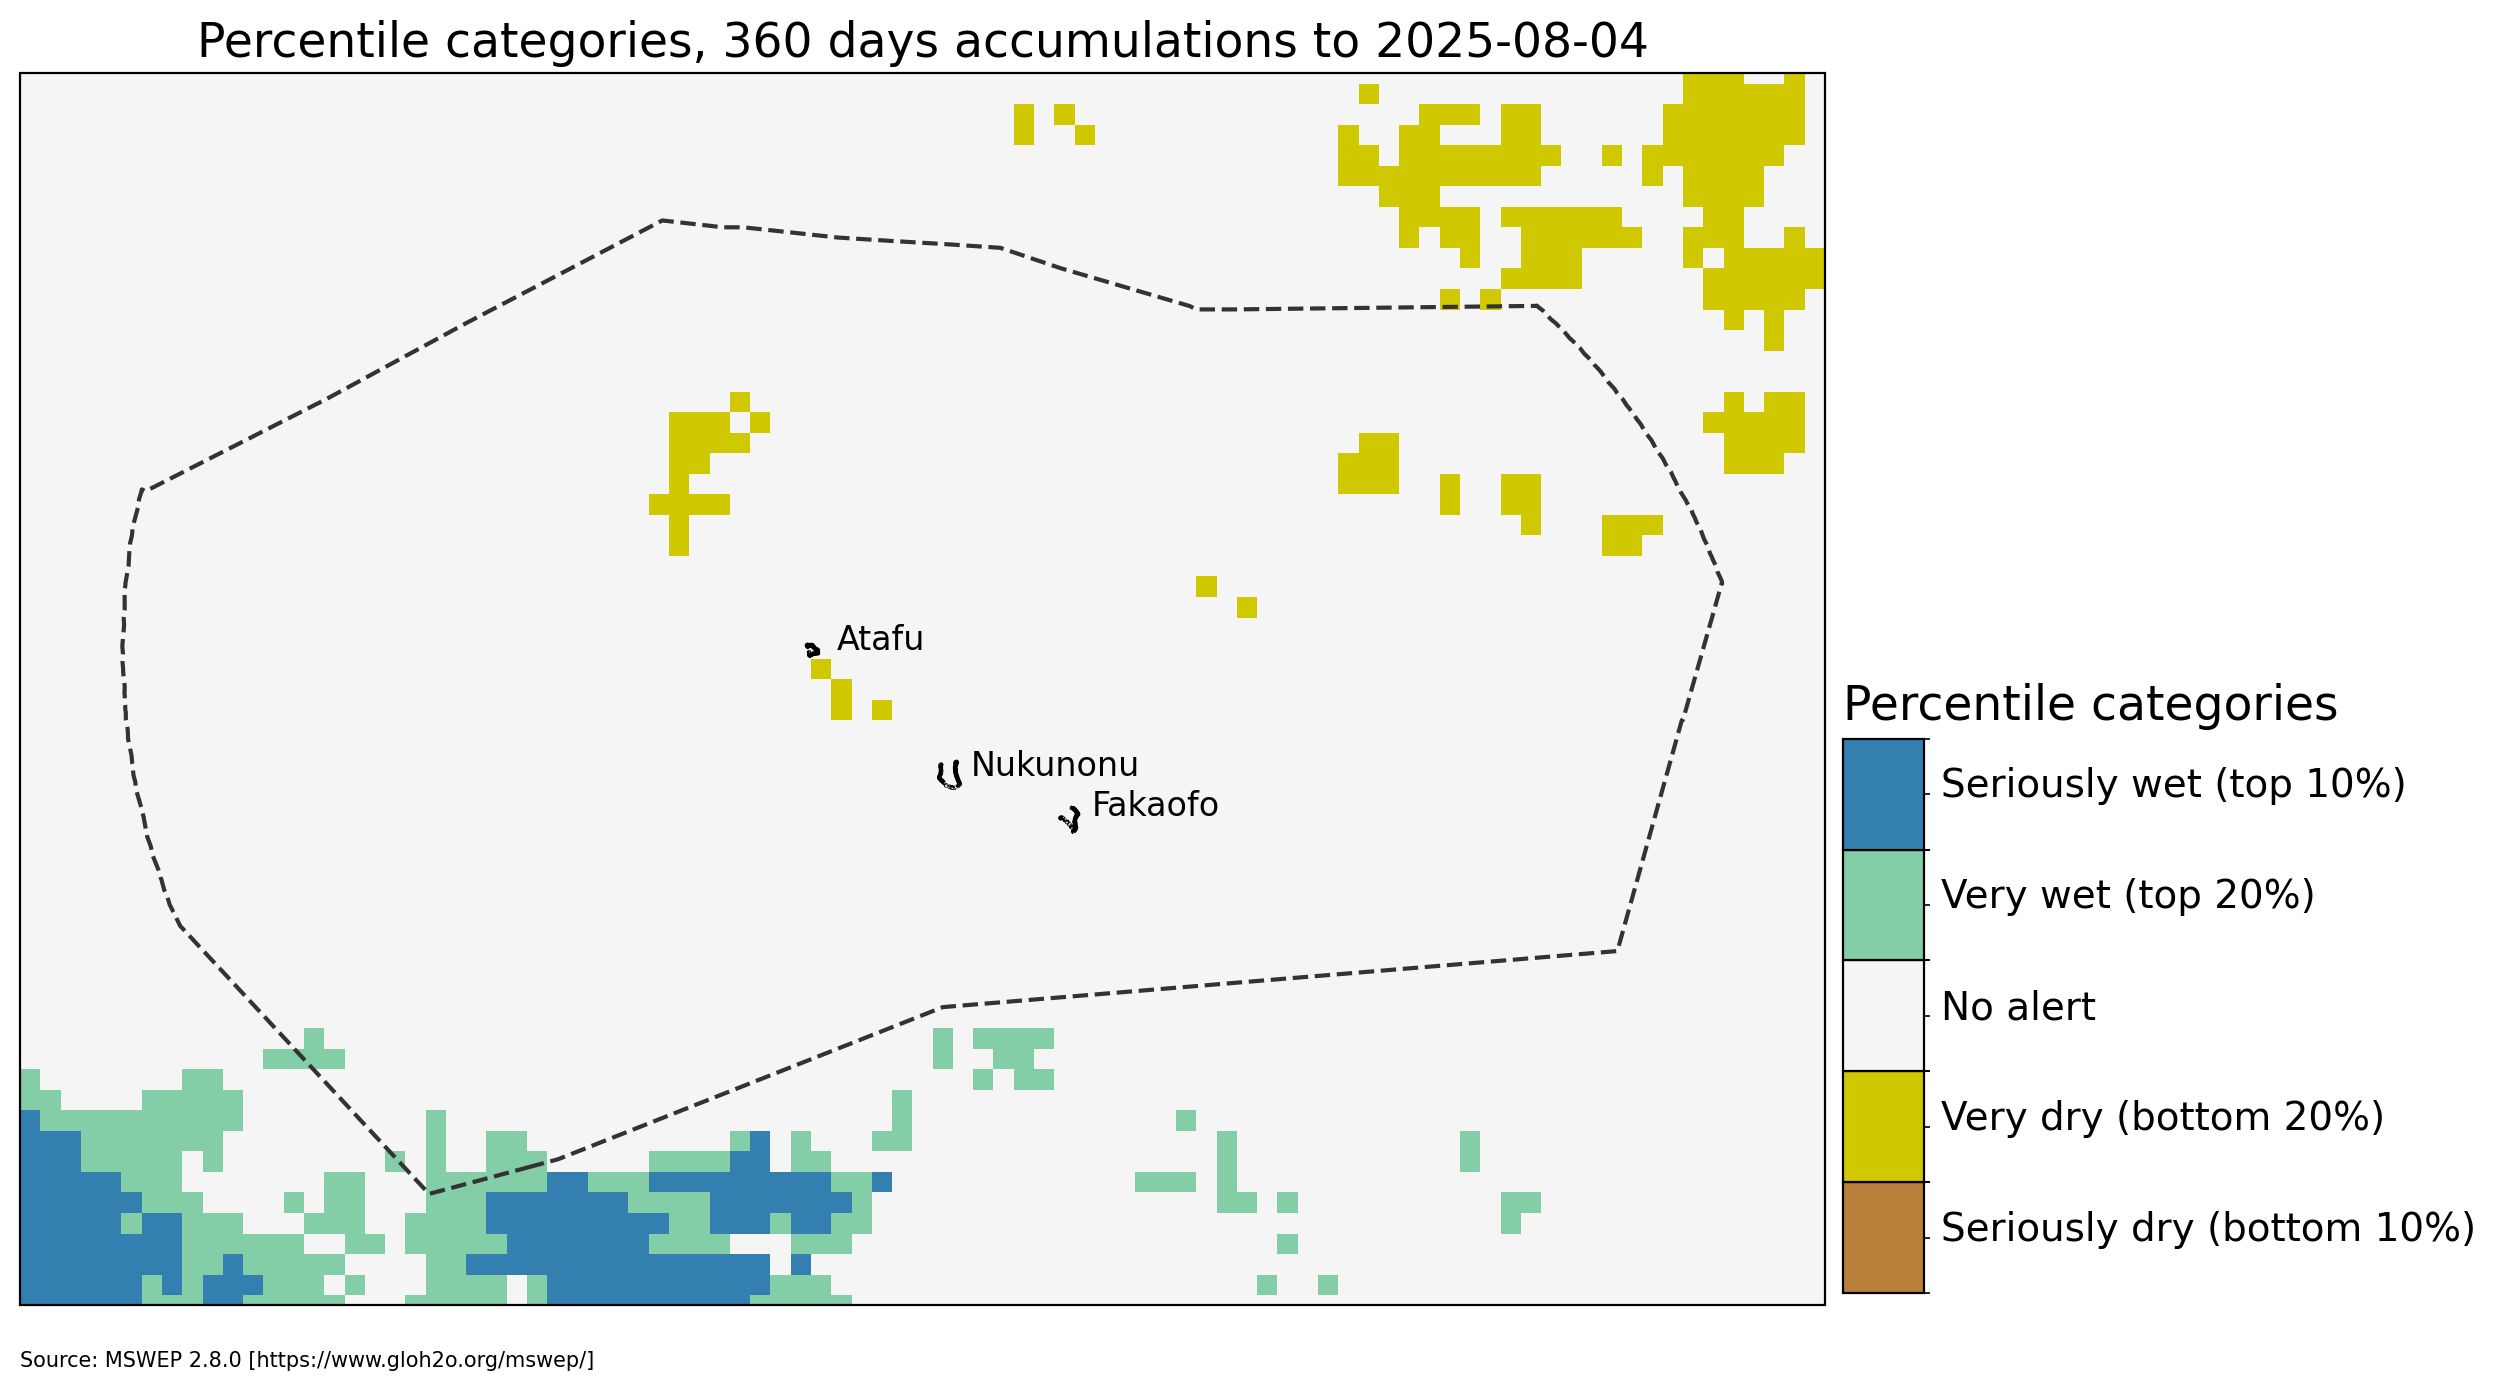 Percentile categories, 360 days accumulations to 2025-08-04
Atafu
Nukunonu
Fakaofo
Percentile categories
Seriously wet (top 10%)
Very wet (top 20%)
No alert
Very dry (bottom 20%)
Seriously dry (bottom 10%)
Source: MSWEP 2.8.0 [https://www.gloh2o.org/mswep/]